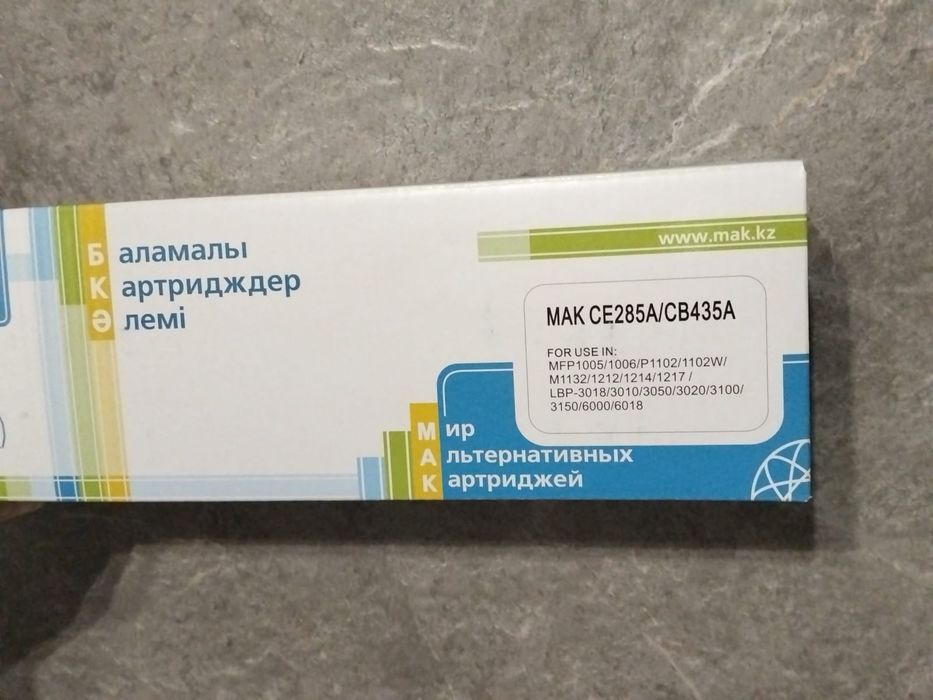 Баламалы
Картридждер
Әлемі
www.mak.kz
MAK CE285A/CB435A
FOR USE IN:
MFP1005/1006/P1102/1102W/
M1132/1212/1214/1217 /
LBP-3018/3010/3050/3020/3100/
3150/6000/6018
Мир
Альтернативных
Картриджей